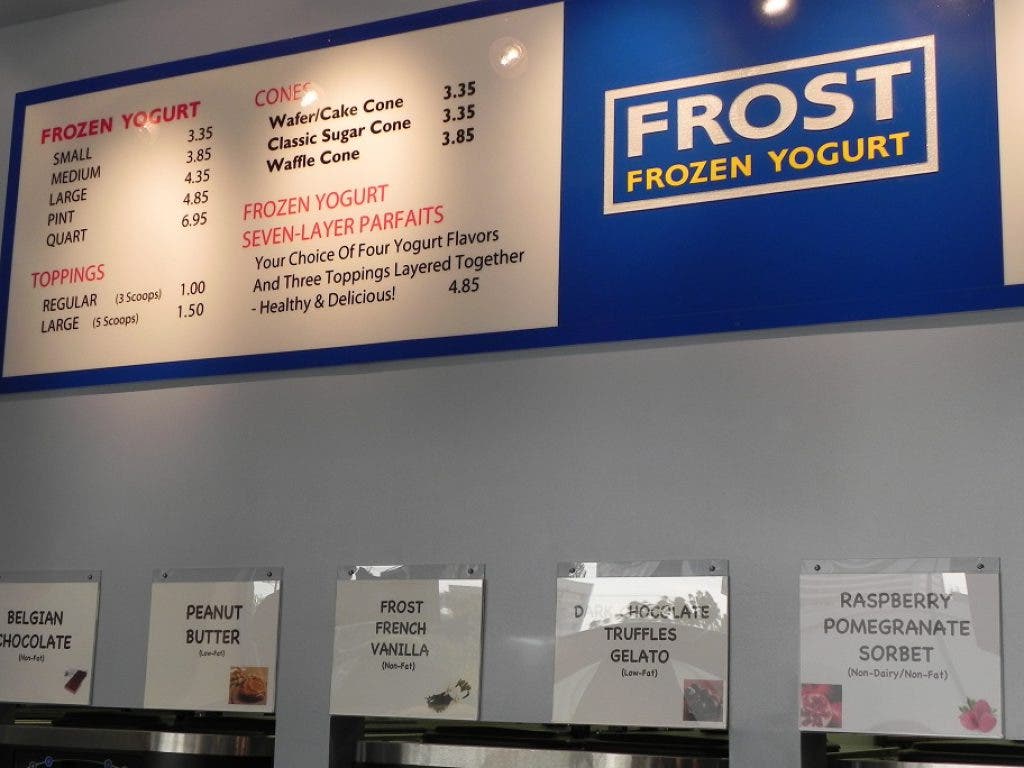 FROZEN YOGURT
SMALL 3.35
MEDIUM 3.85
LARGE 4.35
PINT 4.85
QUART 6.95
TOPPINGS
REGULAR (3 Scoops) 1.00
LARGE (5 Scoops) 1.50
CONES
Wafer/Cake Cone 3.35
Classic Sugar Cone 3.35
Waffle Cone 3.85
FROZEN YOGURT
SEVEN-LAYER PARFAITS
Your Choice Of Four Yogurt Flavors
And Three Toppings Layered Together
- Healthy & Delicious! 4.85
FROST
FROZEN YOGURT
BELGIAN
CHOCOLATE
(Non-Fat)
PEANUT
BUTTER
(Low-Fat)
FROST
FRENCH
VANILLA
(Non-Fat)
DARK CHOCOLATE
TRUFFLES
GELATO
(Low-Fat)
RASPBERRY
POMEGRANATE
SORBET
(Non-Dairy/Non-Fat)